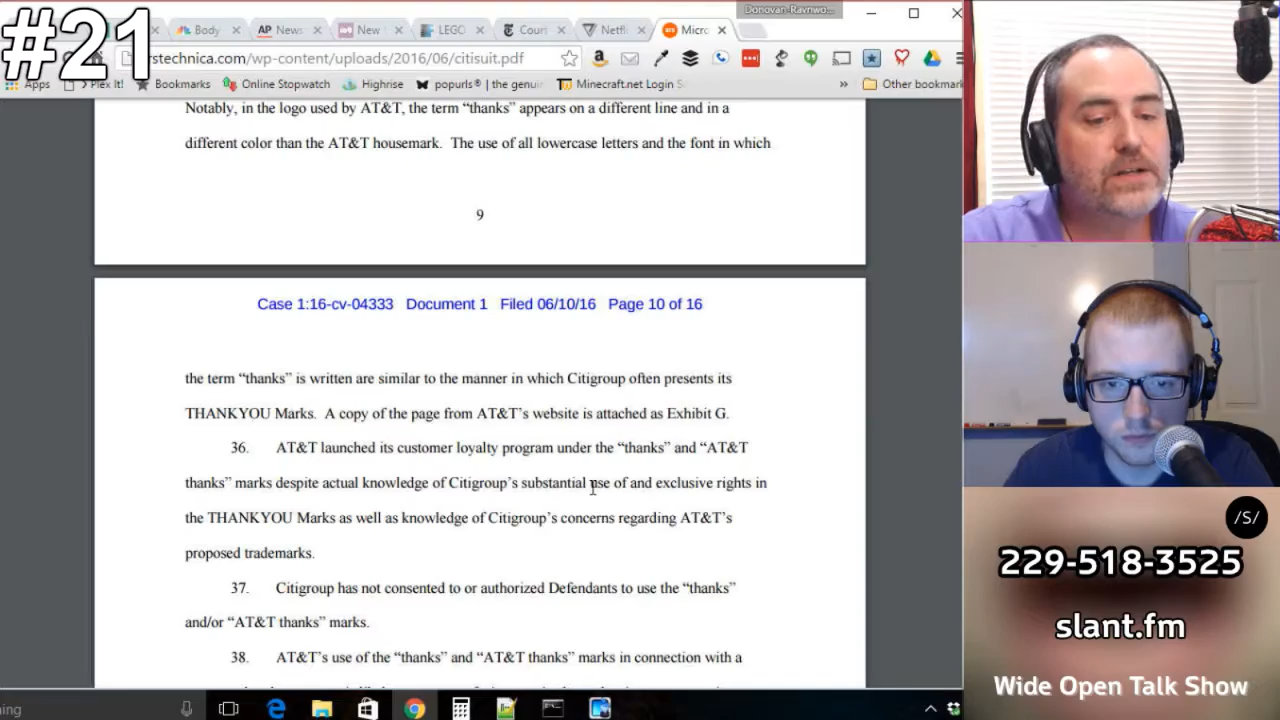 #21
Donovan-Ravnwo...
Body
AP News
New
LEGO
Court
Netfl
Micro
rstechnica.com/wp-content/uploads/2016/06/citisuit.pdf
Apps
Plex It!
Bookmarks
Online Stopwatch
Highrise
popurls® | the genui
Minecraft.net Login S
»
Other bookmark
Notably, in the logo used by AT&T, the term “thanks” appears on a different line and in a
different color than the AT&T housemark. The use of all lowercase letters and the font in which
9
Case 1:16-cv-04333 Document 1 Filed 06/10/16 Page 10 of 16
the term “thanks” is written are similar to the manner in which Citigroup often presents its
THANKYOU Marks. A copy of the page from AT&T’s website is attached as Exhibit G.
36. AT&T launched its customer loyalty program under the “thanks” and “AT&T
thanks” marks despite actual knowledge of Citigroup’s substantial use of and exclusive rights in
the THANKYOU Marks as well as knowledge of Citigroup’s concerns regarding AT&T’s
proposed trademarks.
37. Citigroup has not consented to or authorized Defendants to use the “thanks”
and/or “AT&T thanks” marks.
38. AT&T’s use of the “thanks” and “AT&T thanks” marks in connection with a
hing
/S/
229-518-3525
slant.fm
Wide Open Talk Show